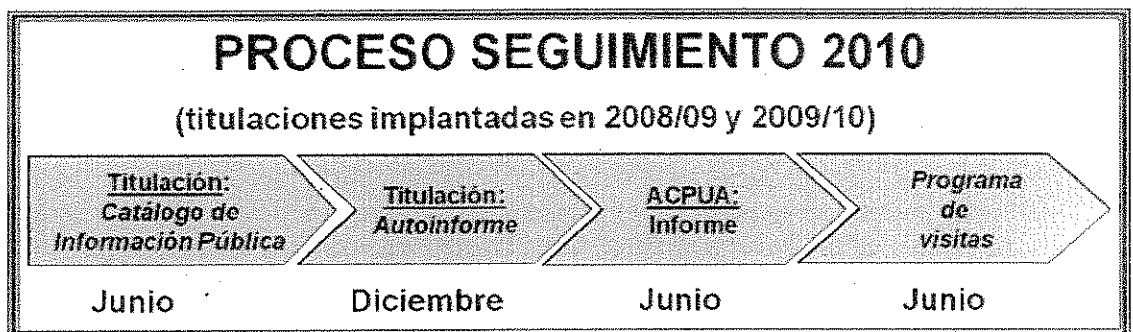 PROCESO SEGUIMIENTO 2010
(titulaciones implantadas en 2008/09 y 2009/10)
Titulación:
Catálogo de
Información Pública
Titulación:
Autoinforme
ACPUA:
Informe
Programa
de
visitas
Junio
Diciembre
Junio
Junio